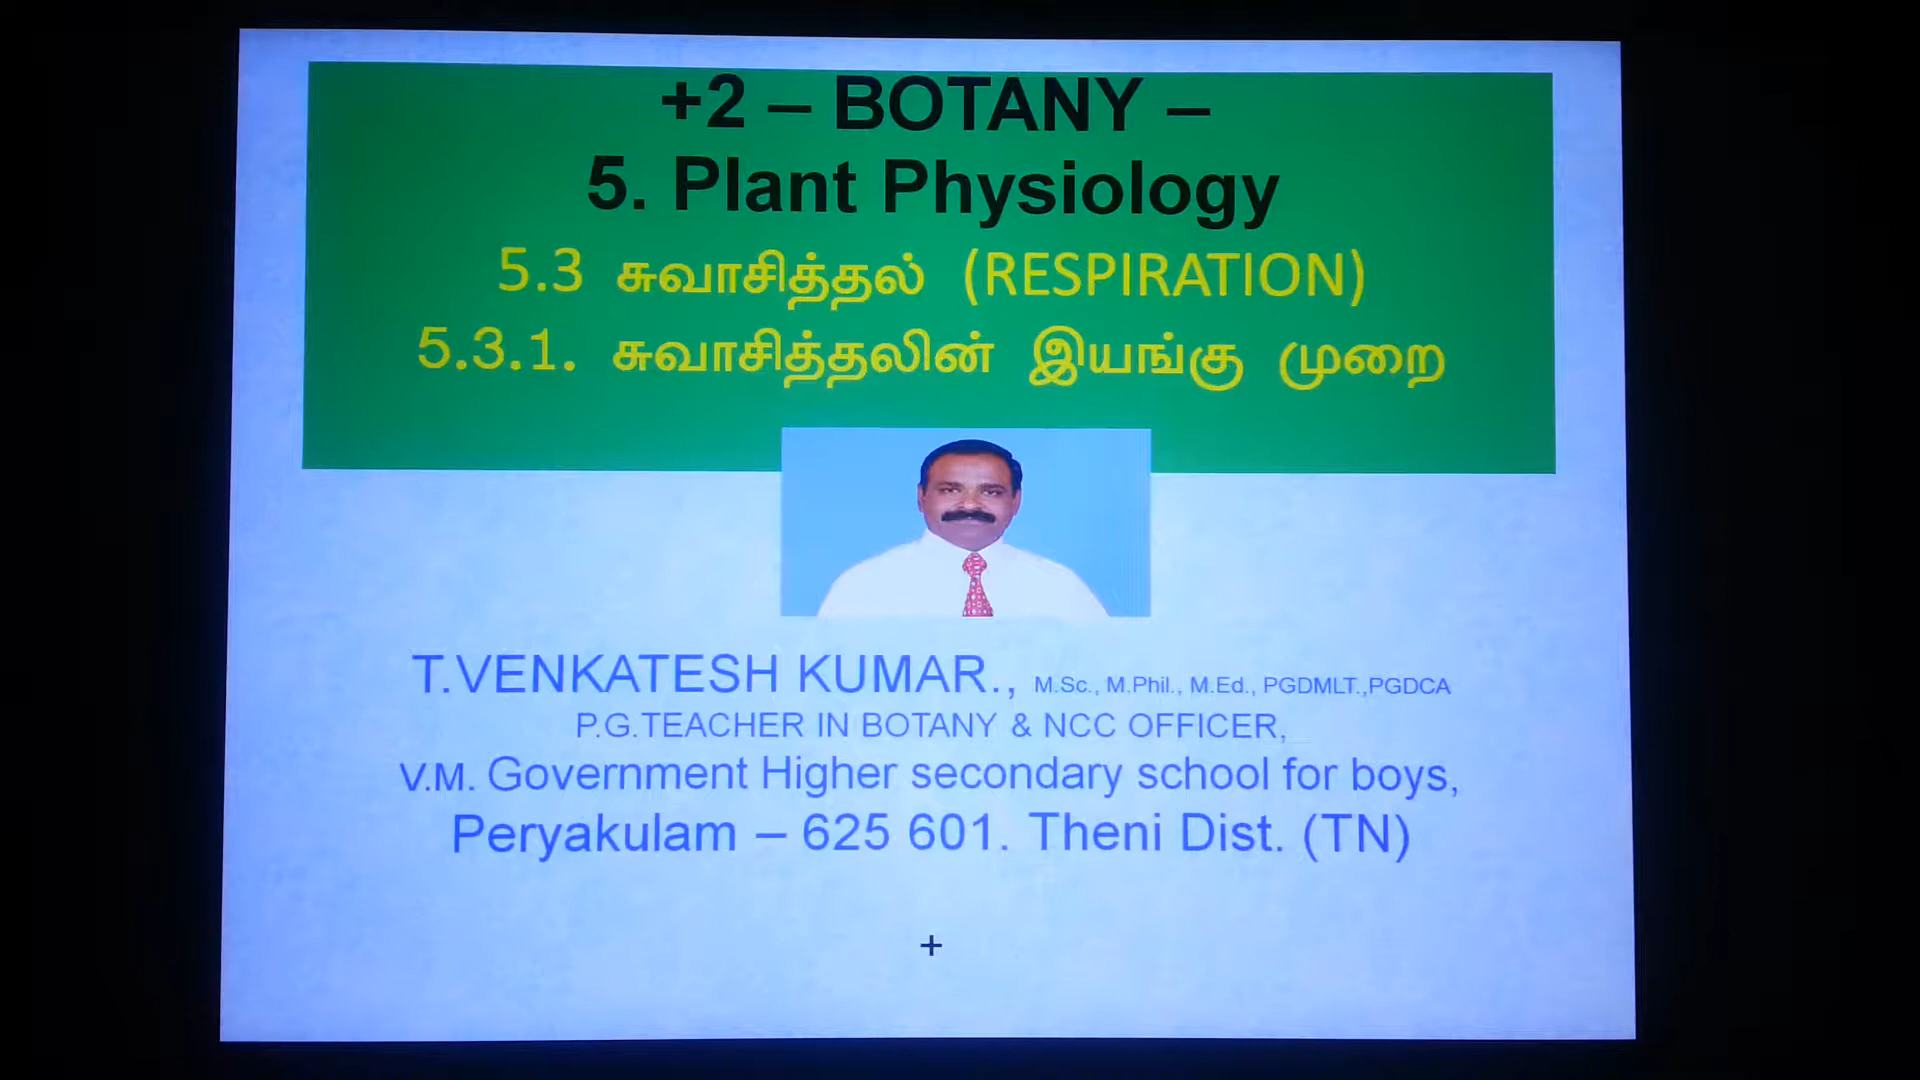 +2 – BOTANY –
5. Plant Physiology
5.3 சுவாசித்தல் (RESPIRATION)
5.3.1. சுவாசித்தலின் இயங்கு முறை
T.VENKATESH KUMAR., M.Sc., M.Phil., M.Ed., PGDMLT.,PGDCA
P.G.TEACHER IN BOTANY & NCC OFFICER,
V.M. Government Higher secondary school for boys,
Peryakulam – 625 601. Theni Dist. (TN)